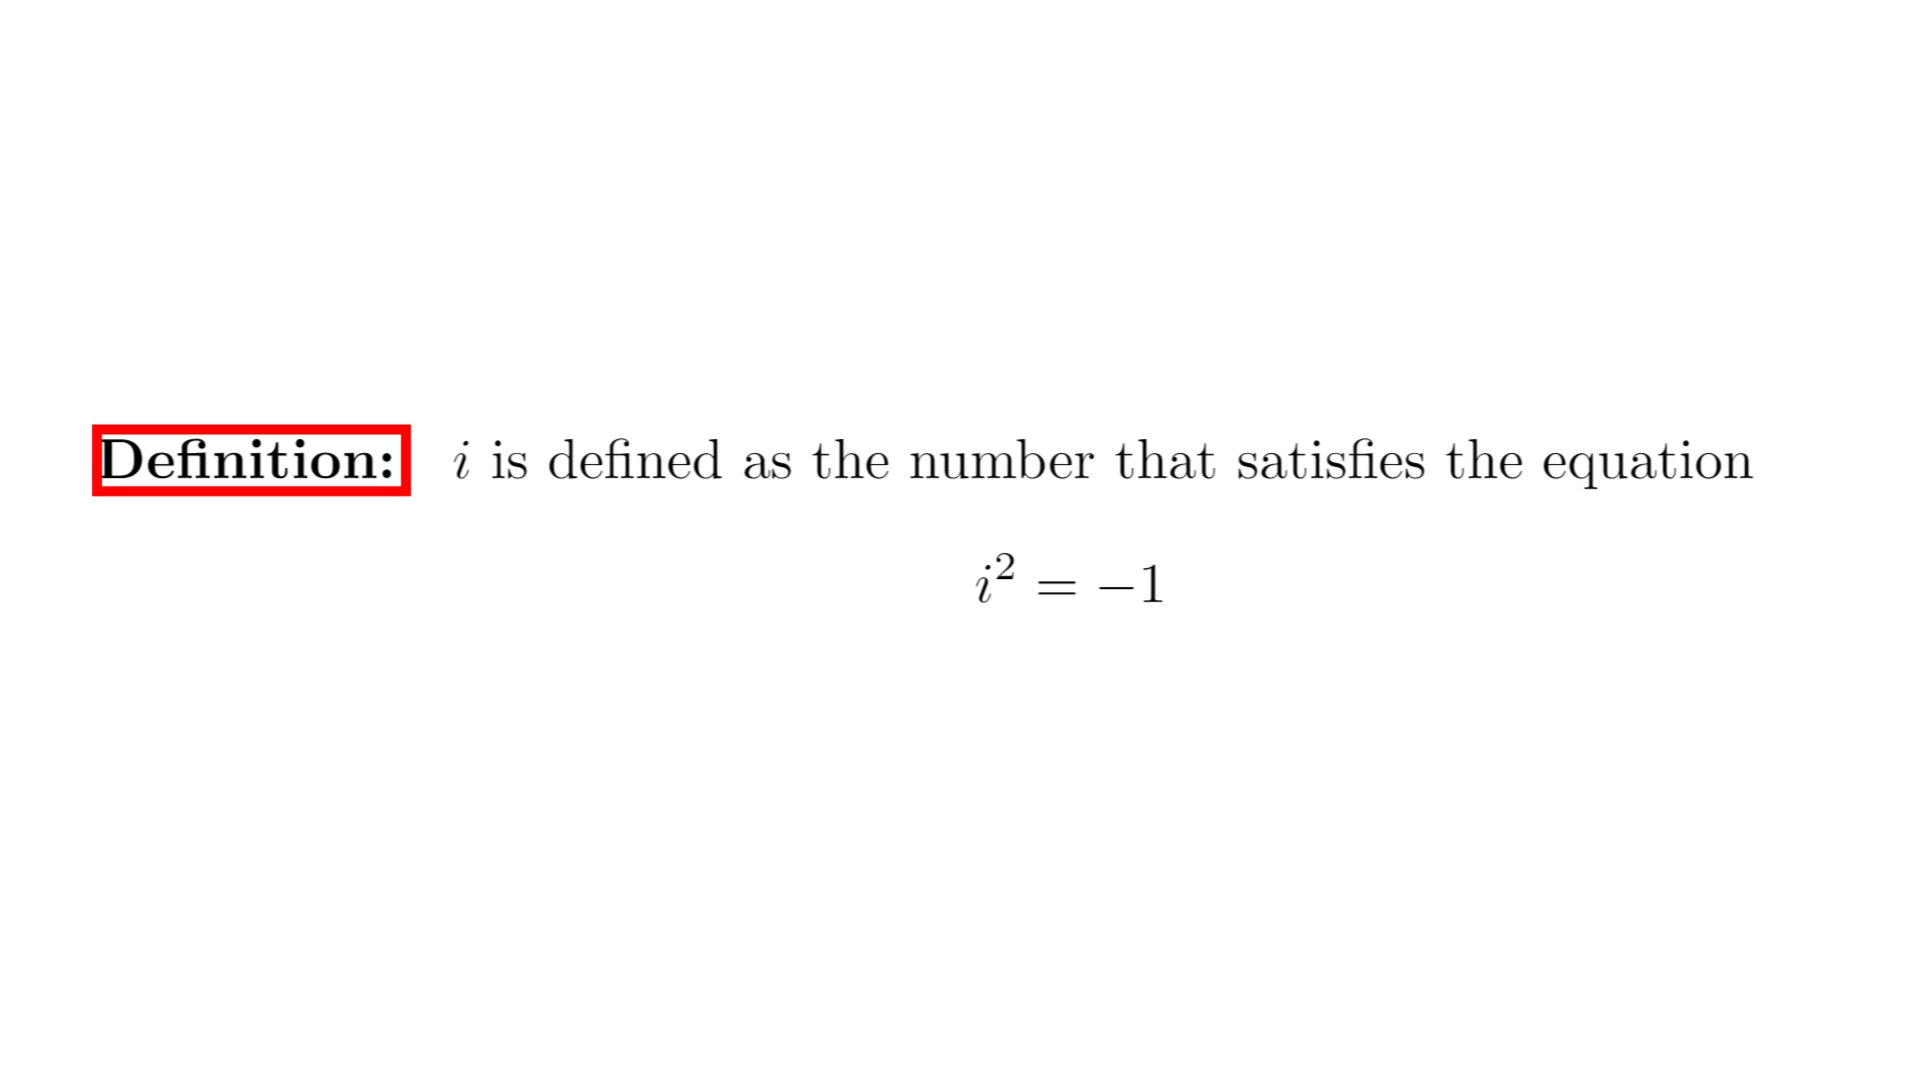 Definition: i is defined as the number that satisfies the equation
i² = −1